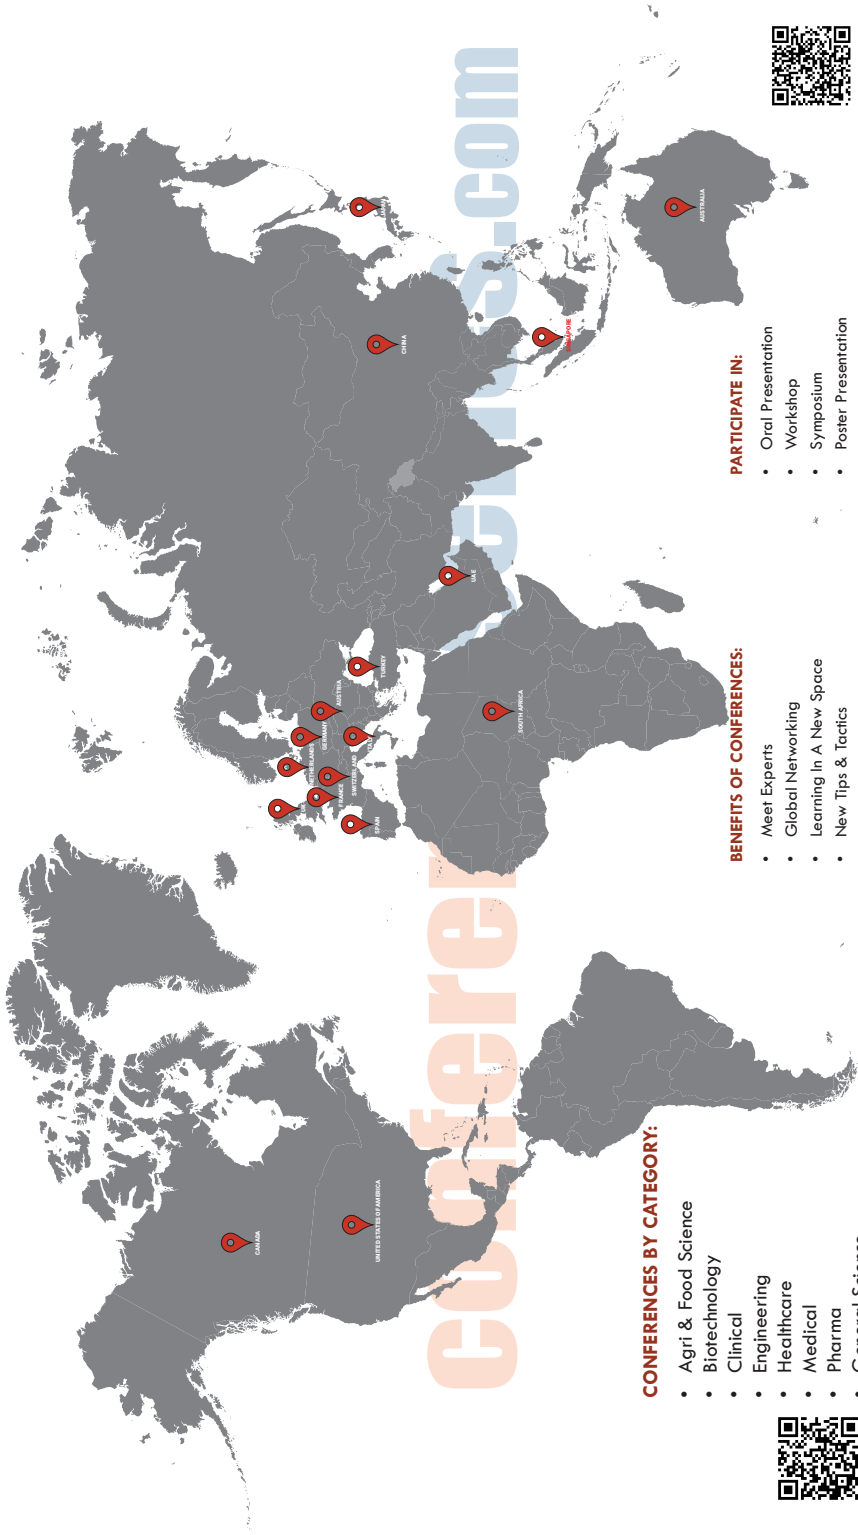 CANADA
UNITED STATES OF AMERICA
SPAIN
FRANCE
SWITZERLAND
NETHERLANDS
GERMANY
AUSTRIA
TURKEY
UAE
SOUTH AFRICA
CHINA
SINGAPORE
AUSTRALIA
CONFERENCES BY CATEGORY:
• Agri & Food Science
• Biotechnology
• Clinical
• Engineering
• Healthcare
• Medical
• Pharma
• General Science
BENEFITS OF CONFERENCES:
• Meet Experts
• Global Networking
• Learning In A New Space
• New Tips & Tactics
PARTICIPATE IN:
• Oral Presentation
• Workshop
• Symposium
• Poster Presentation